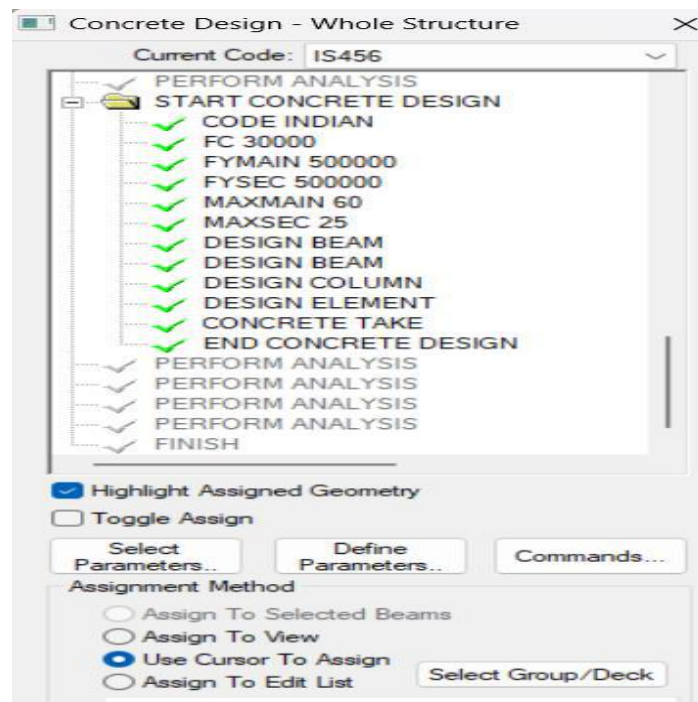 Concrete Design - Whole Structure
Current Code: IS456
PERFORM ANALYSIS
START CONCRETE DESIGN
CODE INDIAN
FC 30000
FYMAIN 500000
FYSEC 500000
MAXMAIN 60
MAXSEC 25
DESIGN BEAM
DESIGN BEAM
DESIGN COLUMN
DESIGN ELEMENT
CONCRETE TAKE
END CONCRETE DESIGN
PERFORM ANALYSIS
PERFORM ANALYSIS
PERFORM ANALYSIS
PERFORM ANALYSIS
FINISH
Highlight Assigned Geometry
Toggle Assign
Select Parameters..
Define Parameters..
Commands...
Assignment Method
Assign To Selected Beams
Assign To View
Use Cursor To Assign
Assign To Edit List
Select Group/Deck